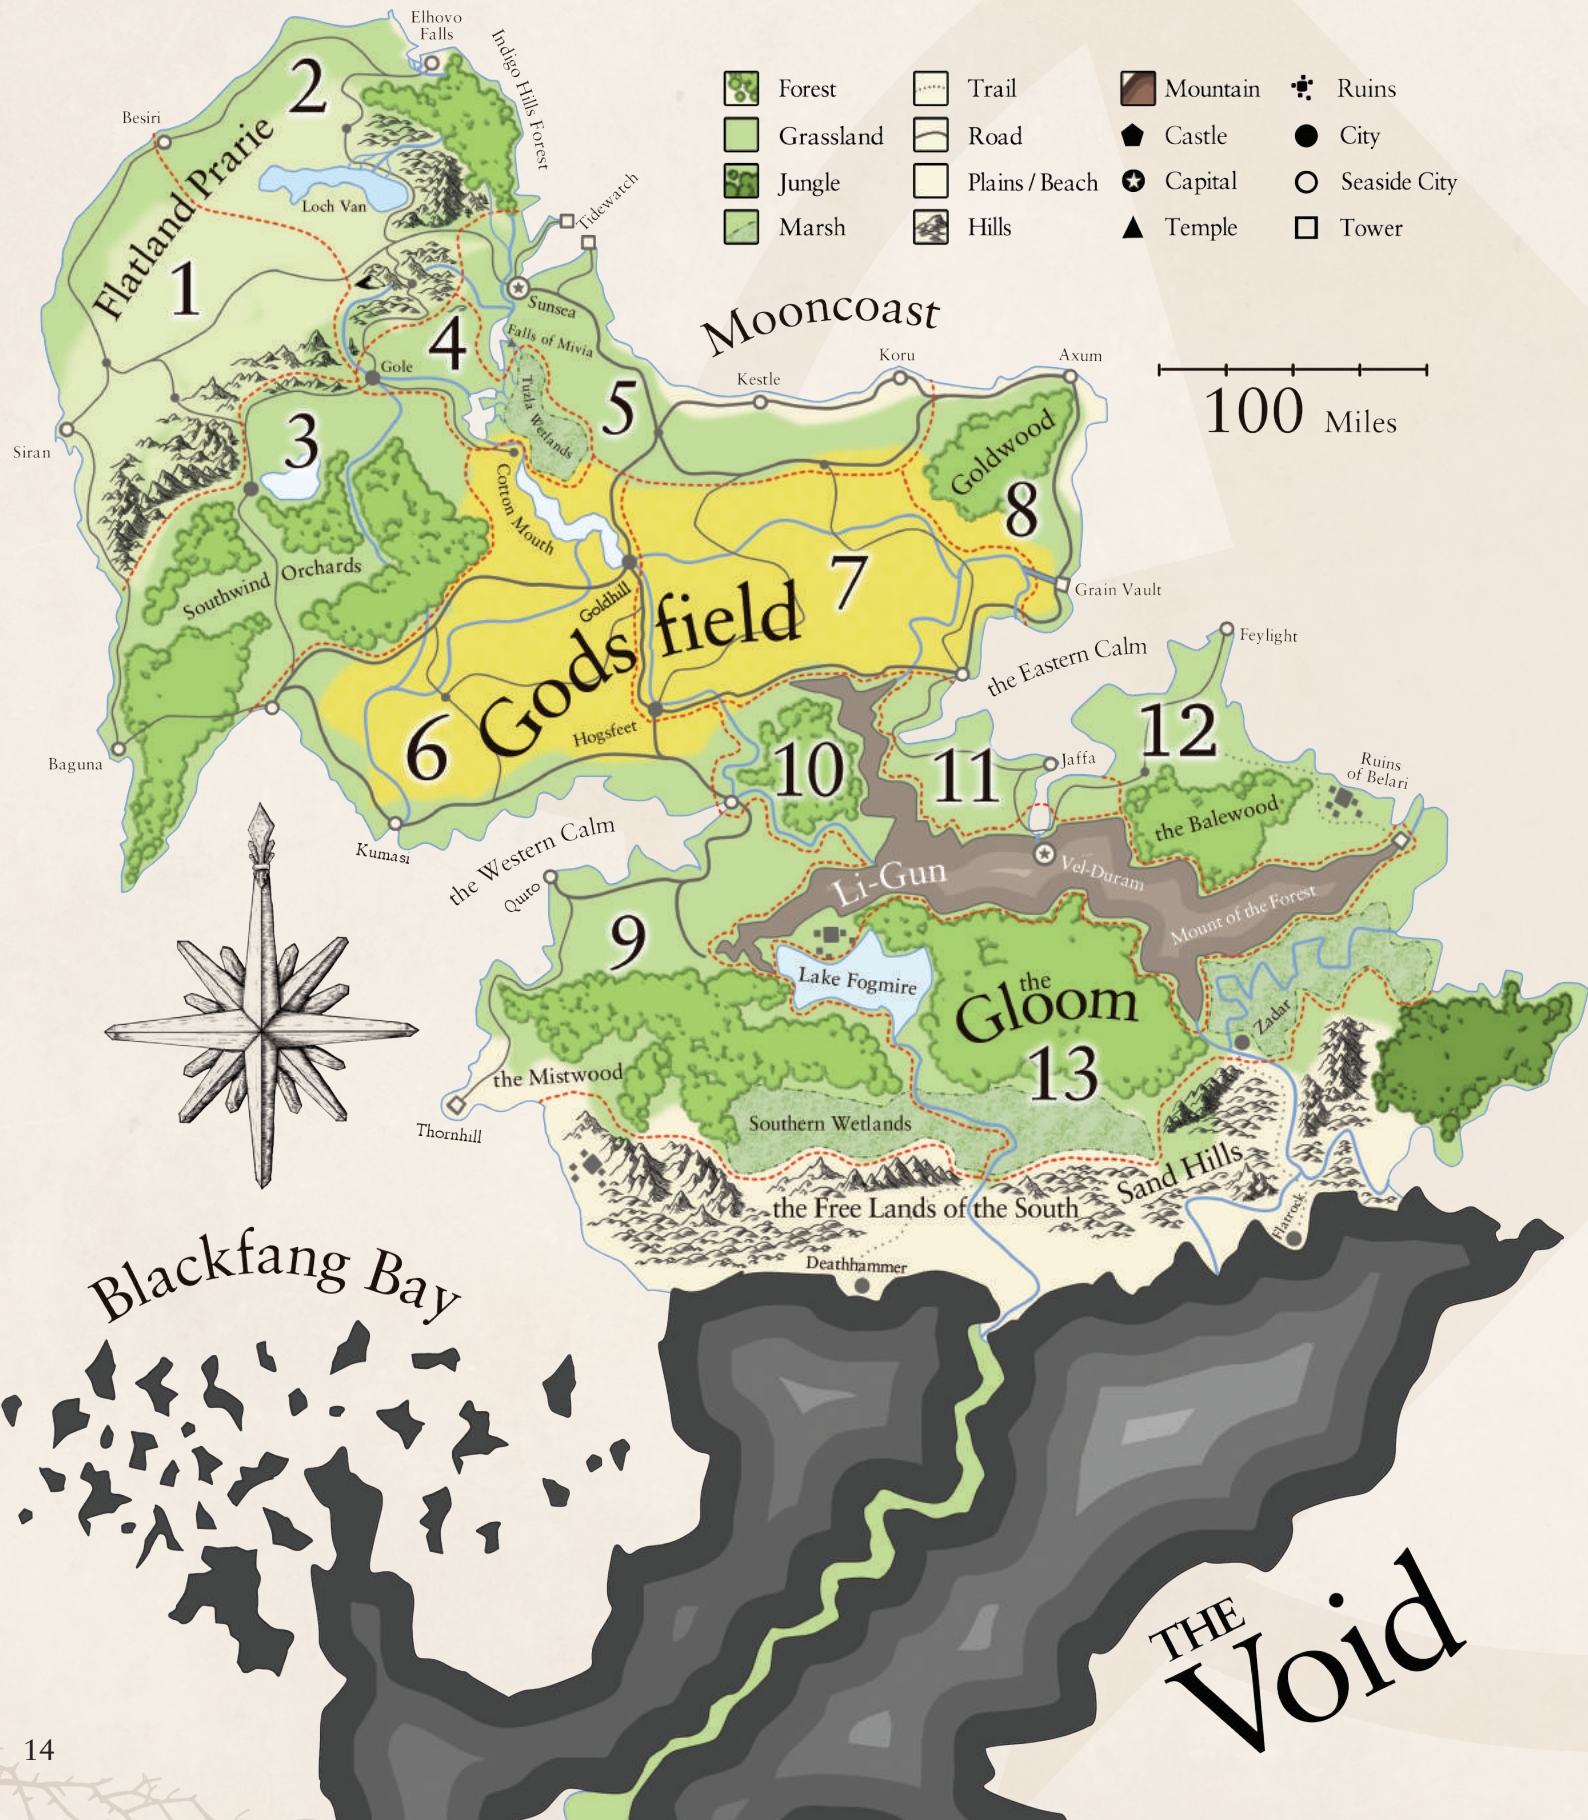 Elhovo
Falls
Indigo Hills Forest
2
Besiri
Flatland Prarie
Loch Van
Tidewatch
1
Sunsea
4
Falls of Mivia
Gole
Tuzla Wetlands
5
3
Siran
Forest
Grassland
Jungle
Marsh
Trail
Road
Plains / Beach
Hills
Mountain
Castle
Capital
Temple
Ruins
City
Seaside City
Tower
Mooncoast
Kestle
Koru
Axum
100 Miles
Goldwood
8
Cotton Mouth
Southwind Orchards
Goldhill
7
Gods field
Grain Vault
6
Hogsfeet
Baguna
Kumasi
the Eastern Calm
Feylight
12
10
11
Jaffa
Ruins
of Belari
the Balewood
the Western Calm
Quito
Li-Gun
Vel-Duram
Mount of the Forest
9
Lake Fogmire
the
Gloom
13
Zadar
the Mistwood
Thornhill
Southern Wetlands
Sand Hills
the Free Lands of the South
Flatrock
Deathhammer
Blackfang Bay
THE
Void
14